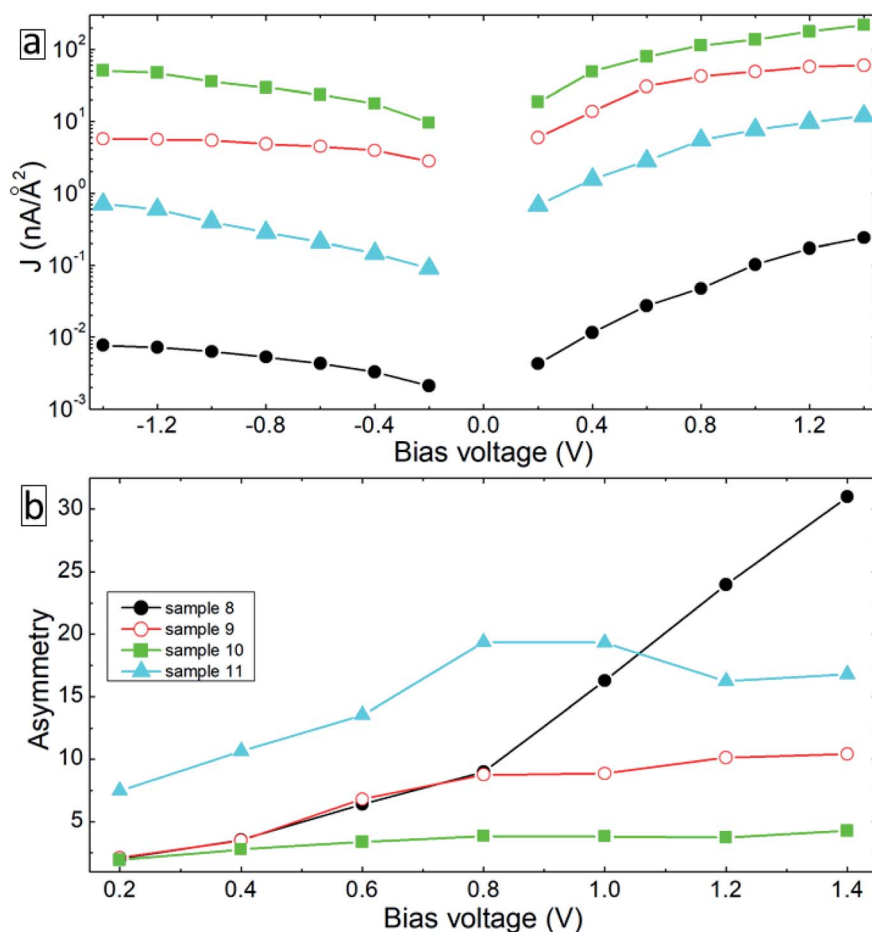 a
10²
10¹
10⁰
10⁻¹
10⁻²
10⁻³
J (nA/Å²)
-1.2 -0.8 -0.4 0.0 0.4 0.8 1.2
Bias voltage (V)
b
30
25
20
15
10
5
Asymmetry
sample 8
sample 9
sample 10
sample 11
0.2 0.4 0.6 0.8 1.0 1.2 1.4
Bias voltage (V)